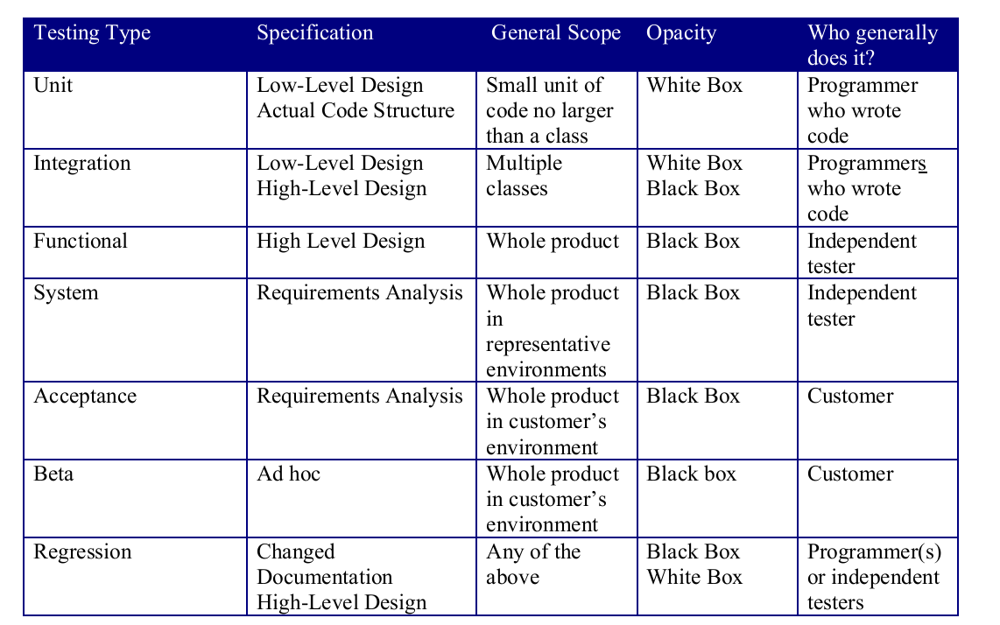 Testing Type Specification General Scope Opacity Who generally
does it?
Unit Low-Level Design Small unit of White Box Programmer
Actual Code Structure code no larger who wrote
than a class code
Integration Low-Level Design Multiple White Box Programmers
High-Level Design classes Black Box who wrote
code
Functional High Level Design Whole product Black Box Independent
tester
System Requirements Analysis Whole product Black Box Independent
in tester
representative
environments
Acceptance Requirements Analysis Whole product Black Box Customer
in customer’s
environment
Beta Ad hoc Whole product Black box Customer
in customer’s
environment
Regression Changed Any of the Black Box Programmer(s)
Documentation above White Box or independent
High-Level Design testers